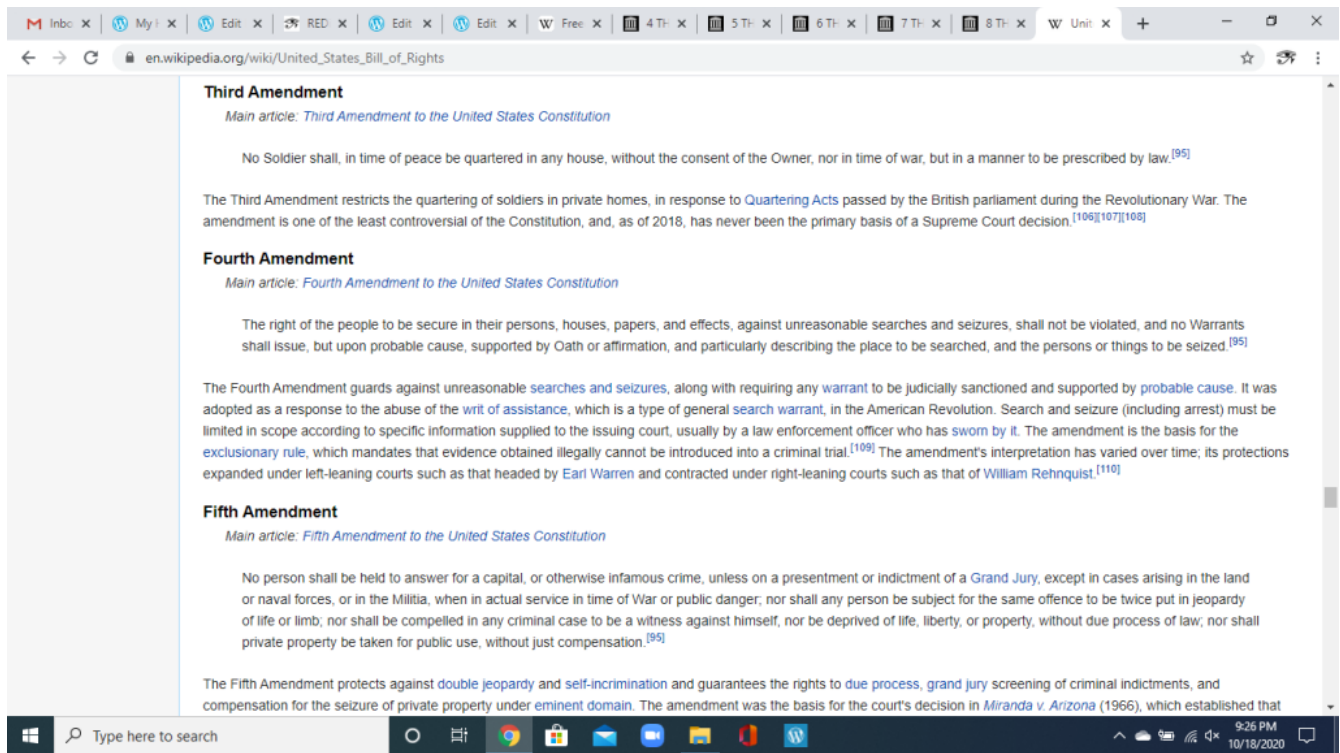 Inbo
My H
Edit
RED
Edit
Edit
Free
4 TH
5 TH
6 TH
7 TH
8 TH
Unit
en.wikipedia.org/wiki/United_States_Bill_of_Rights
Third Amendment
Main article: Third Amendment to the United States Constitution
No Soldier shall, in time of peace be quartered in any house, without the consent of the Owner, nor in time of war, but in a manner to be prescribed by law.[95]
The Third Amendment restricts the quartering of soldiers in private homes, in response to Quartering Acts passed by the British parliament during the Revolutionary War. The
amendment is one of the least controversial of the Constitution, and, as of 2018, has never been the primary basis of a Supreme Court decision.[106][107][108]
Fourth Amendment
Main article: Fourth Amendment to the United States Constitution
The right of the people to be secure in their persons, houses, papers, and effects, against unreasonable searches and seizures, shall not be violated, and no Warrants
shall issue, but upon probable cause, supported by Oath or affirmation, and particularly describing the place to be searched, and the persons or things to be seized.[95]
The Fourth Amendment guards against unreasonable searches and seizures, along with requiring any warrant to be judicially sanctioned and supported by probable cause. It was
adopted as a response to the abuse of the writ of assistance, which is a type of general search warrant, in the American Revolution. Search and seizure (including arrest) must be
limited in scope according to specific information supplied to the issuing court, usually by a law enforcement officer who has sworn by it. The amendment is the basis for the
exclusionary rule, which mandates that evidence obtained illegally cannot be introduced into a criminal trial.[109] The amendment's interpretation has varied over time; its protections
expanded under left-leaning courts such as that headed by Earl Warren and contracted under right-leaning courts such as that of William Rehnquist.[110]
Fifth Amendment
Main article: Fifth Amendment to the United States Constitution
No person shall be held to answer for a capital, or otherwise infamous crime, unless on a presentment or indictment of a Grand Jury, except in cases arising in the land
or naval forces, or in the Militia, when in actual service in time of War or public danger; nor shall any person be subject for the same offence to be twice put in jeopardy
of life or limb; nor shall be compelled in any criminal case to be a witness against himself, nor be deprived of life, liberty, or property, without due process of law; nor shall
private property be taken for public use, without just compensation.[95]
The Fifth Amendment protects against double jeopardy and self-incrimination and guarantees the rights to due process, grand jury screening of criminal indictments, and
compensation for the seizure of private property under eminent domain. The amendment was the basis for the court's decision in Miranda v. Arizona (1966), which established that
Type here to search
9:26 PM
10/18/2020